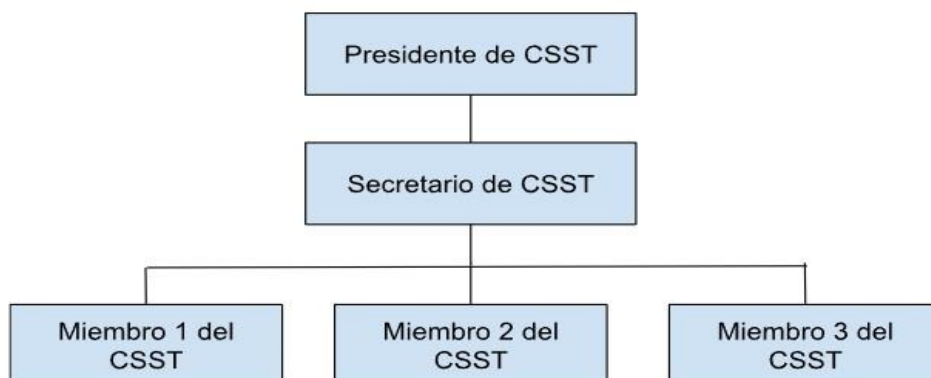 Presidente de CSST
Secretario de CSST
Miembro 1 del
CSST
Miembro 2 del
CSST
Miembro 3 del
CSST